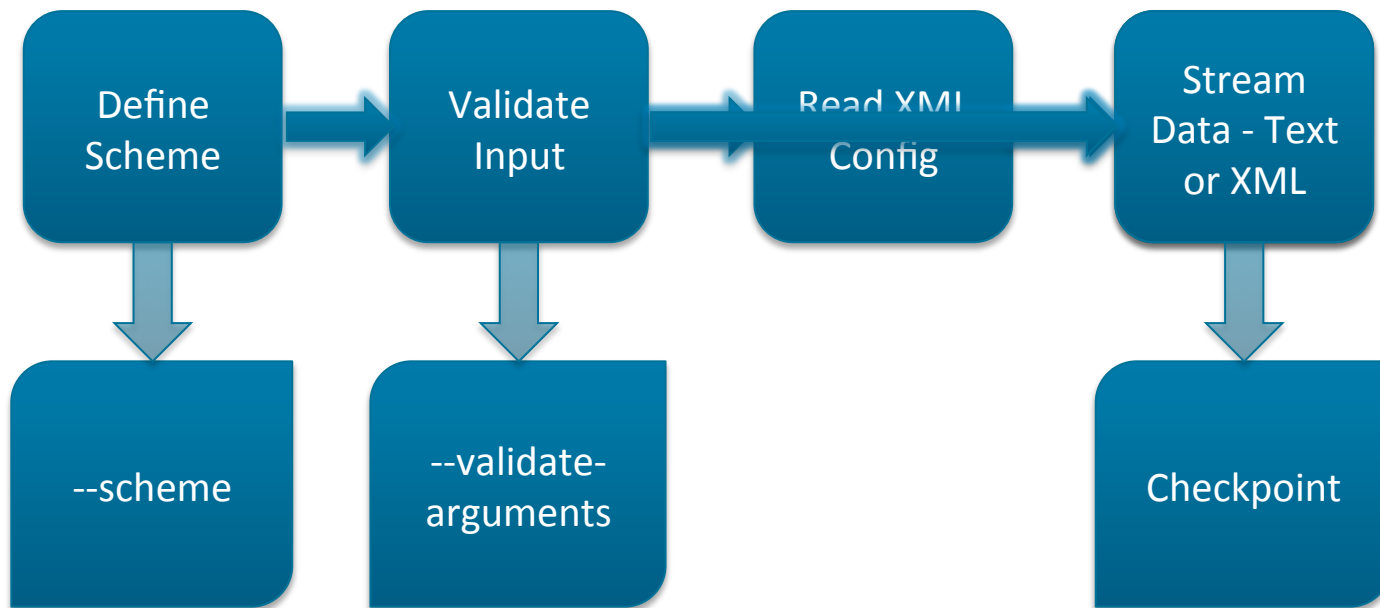 Define
Scheme
Validate
Input
Read XML
Config
Stream
Data - Text
or XML
--scheme
--validate-
arguments
Checkpoint